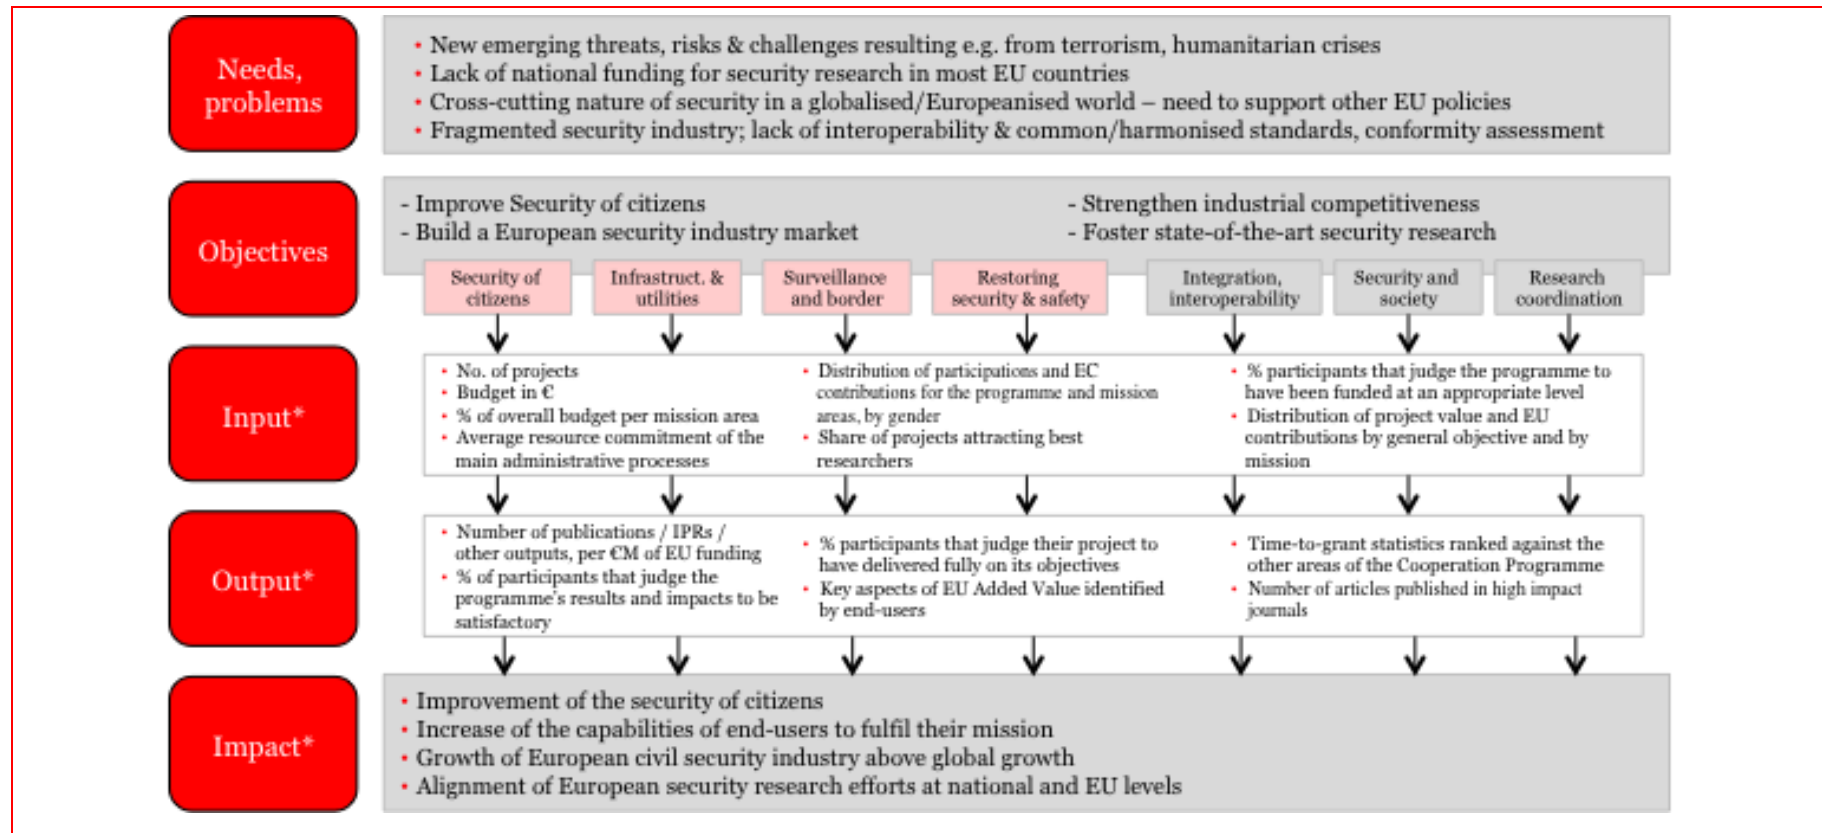 Needs,
problems
• New emerging threats, risks & challenges resulting e.g. from terrorism, humanitarian crises
• Lack of national funding for security research in most EU countries
• Cross-cutting nature of security in a globalised/Europeanised world – need to support other EU policies
• Fragmented security industry; lack of interoperability & common/harmonised standards, conformity assessment
Objectives
- Improve Security of citizens
- Build a European security industry market
- Strengthen industrial competitiveness
- Foster state-of-the-art security research
Security of
citizens
Infrastruct. &
utilities
Surveillance
and border
Restoring
security & safety
Integration,
interoperability
Security and
society
Research
coordination
Input*
• No. of projects
• Budget in €
• % of overall budget per mission area
• Average resource commitment of the
main administrative processes
• Distribution of participations and EC
contributions for the programme and mission
areas, by gender
• Share of projects attracting best
researchers
• % participants that judge the programme to
have been funded at an appropriate level
• Distribution of project value and EU
contributions by general objective and by
mission
Output*
• Number of publications / IPRs /
other outputs, per €M of EU funding
• % of participants that judge the
programme's results and impacts to be
satisfactory
• % participants that judge their project to
have delivered fully on its objectives
• Key aspects of EU Added Value identified
by end-users
• Time-to-grant statistics ranked against the
other areas of the Cooperation Programme
• Number of articles published in high impact
journals
Impact*
• Improvement of the security of citizens
• Increase of the capabilities of end-users to fulfil their mission
• Growth of European civil security industry above global growth
• Alignment of European security research efforts at national and EU levels